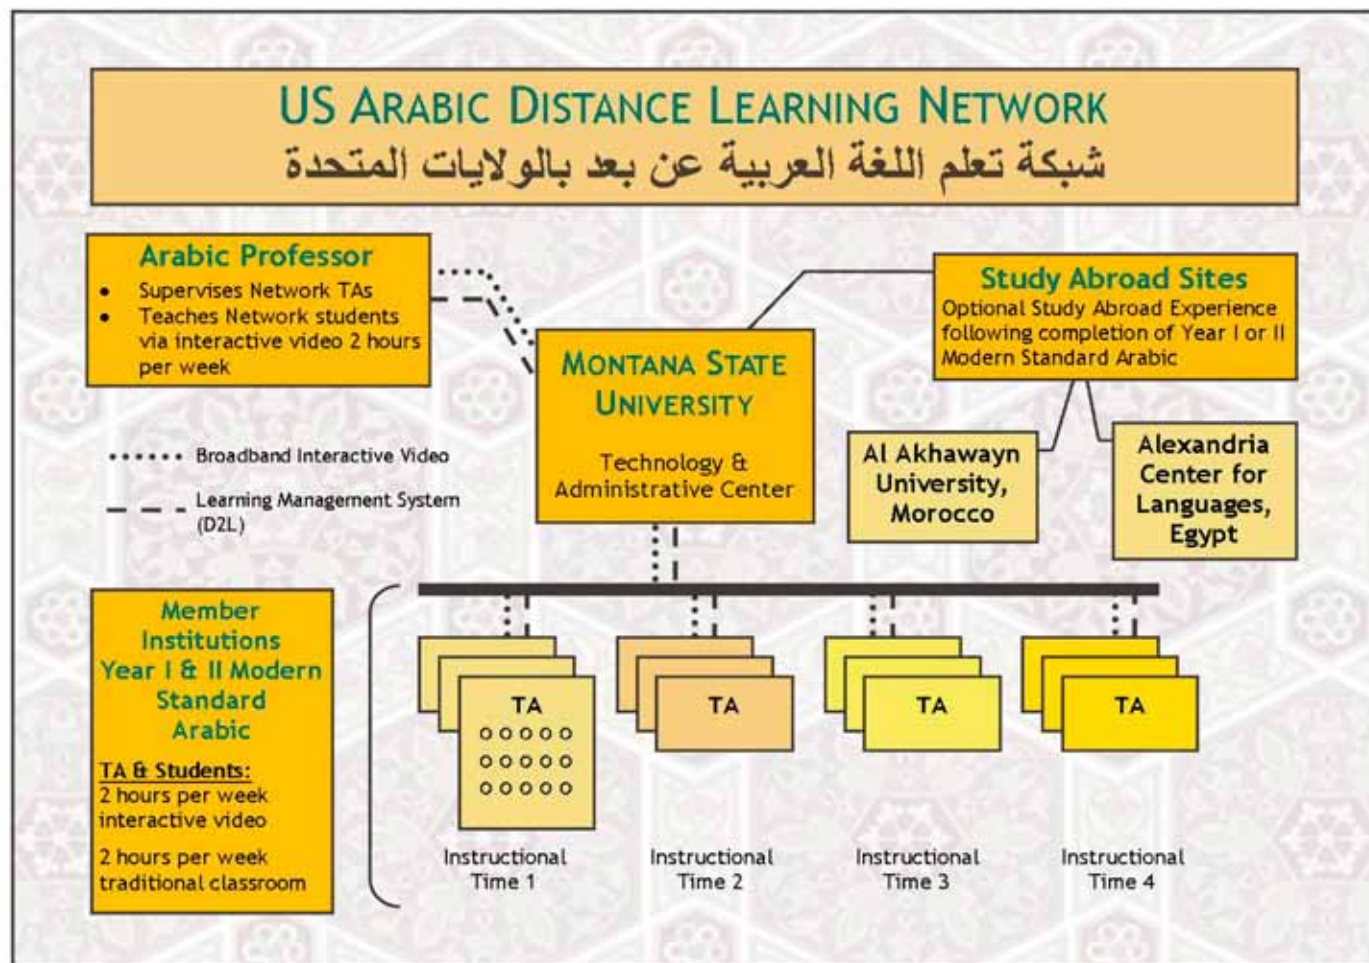 US ARABIC DISTANCE LEARNING NETWORK
شبكة تعلم اللغة العربية عن بعد بالولايات المتحدة
Arabic Professor
• Supervises Network TAs
• Teaches Network students
via interactive video 2 hours
per week
Study Abroad Sites
Optional Study Abroad Experience
following completion of Year I or II
Modern Standard Arabic
MONTANA STATE
UNIVERSITY
Technology &
Administrative Center
Al Akhawayn
University,
Morocco
Alexandria
Center for
Languages,
Egypt
Broadband Interactive Video
Learning Management System
(D2L)
Member
Institutions
Year I & II Modern
Standard
Arabic
TA & Students:
2 hours per week
interactive video
2 hours per week
traditional classroom
TA
TA
TA
TA
Instructional
Time 1
Instructional
Time 2
Instructional
Time 3
Instructional
Time 4